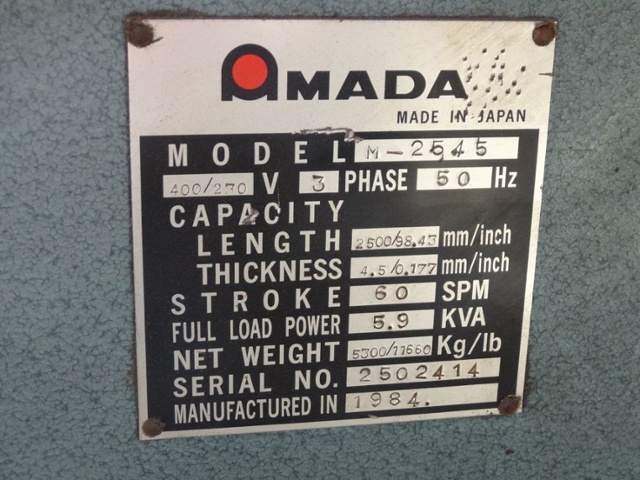 AMADA
MADE IN JAPAN
MODEL M-2545
400/230 V 3 PHASE 50 Hz
CAPACITY
LENGTH 2500/98.43 mm/inch
THICKNESS 4.5/0.177 mm/inch
STROKE 60 SPM
FULL LOAD POWER 5.9 KVA
NET WEIGHT 5300/11660 Kg/lb
SERIAL NO. 2502414
MANUFACTURED IN 1984.